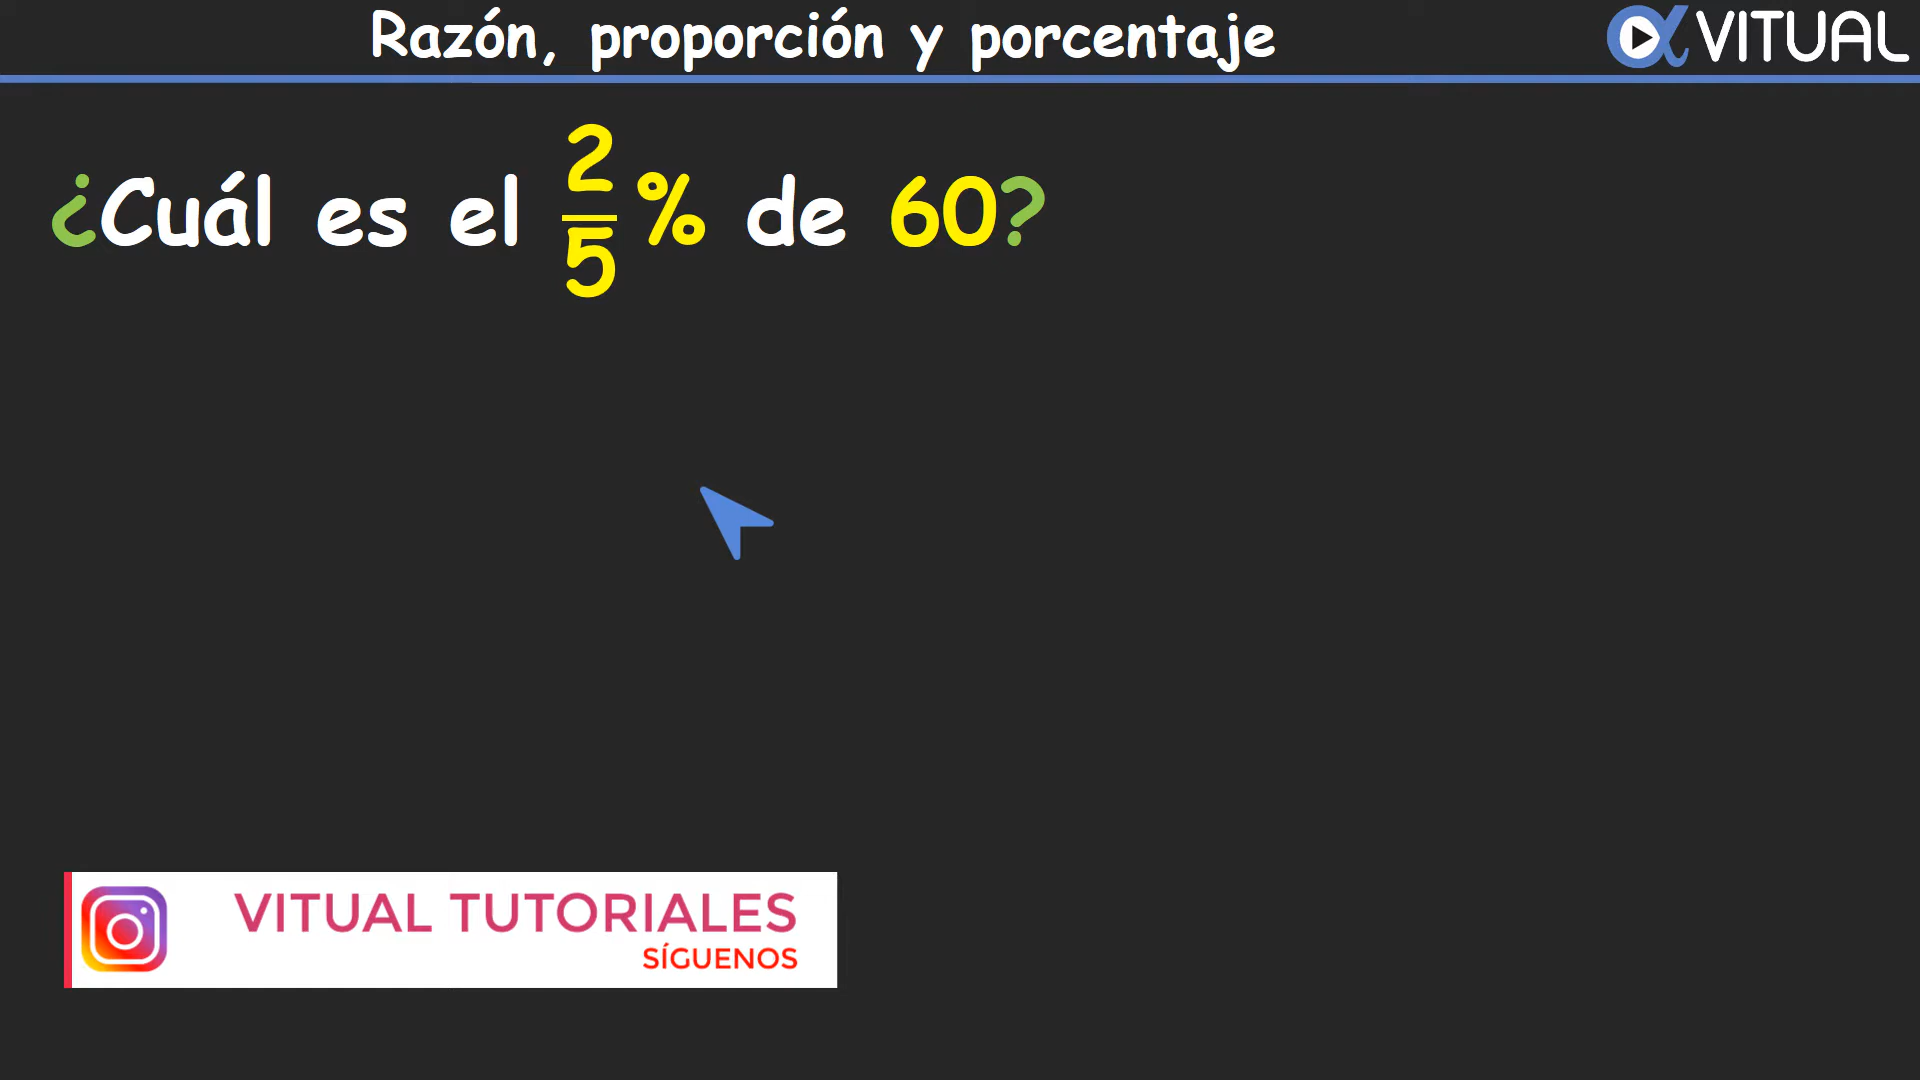 Razón, proporción y porcentaje
VITUAL
¿Cuál es el 2/5 % de 60?
VITUAL TUTORIALES
SÍGUENOS